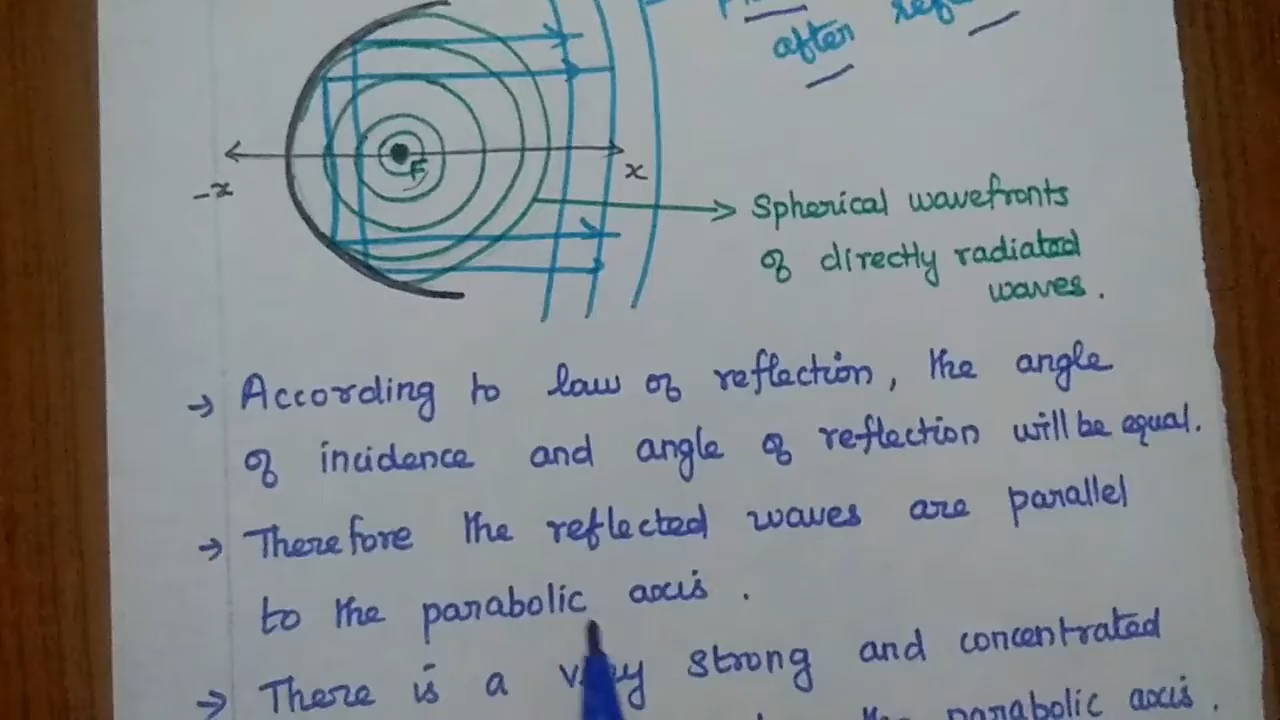 after
F
x
-x
Spherical wavefronts
of directly radiated
waves.
→ According to law of reflection, the angle
of incidence and angle of reflection will be equal.
→ Therefore the reflected waves are parallel
to the parabolic axis.
→ There is a very strong and concentrated
the parabolic axis.